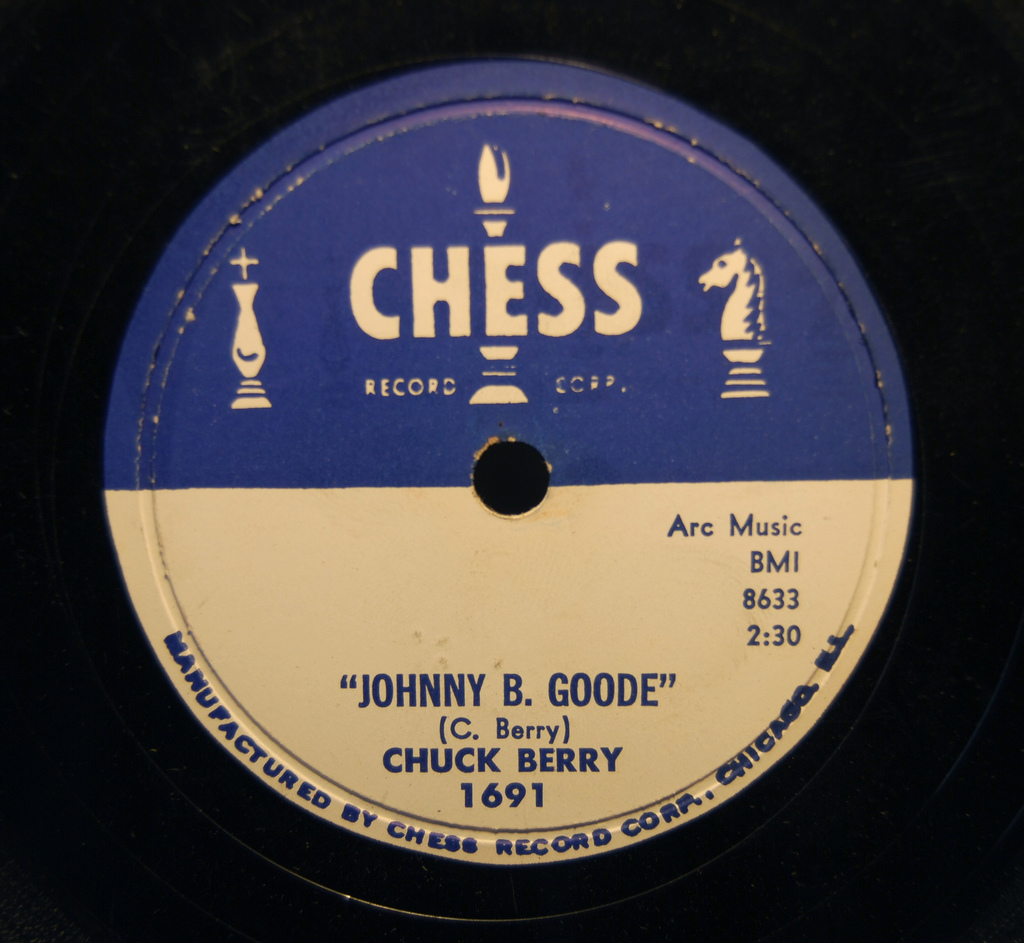 CHESS
RECORD CORP.
Arc Music
BMI
8633
2:30
"JOHNNY B. GOODE"
(C. Berry)
CHUCK BERRY
1691
MANUFACTURED BY CHESS RECORD CORP., CHICAGO, ILL.